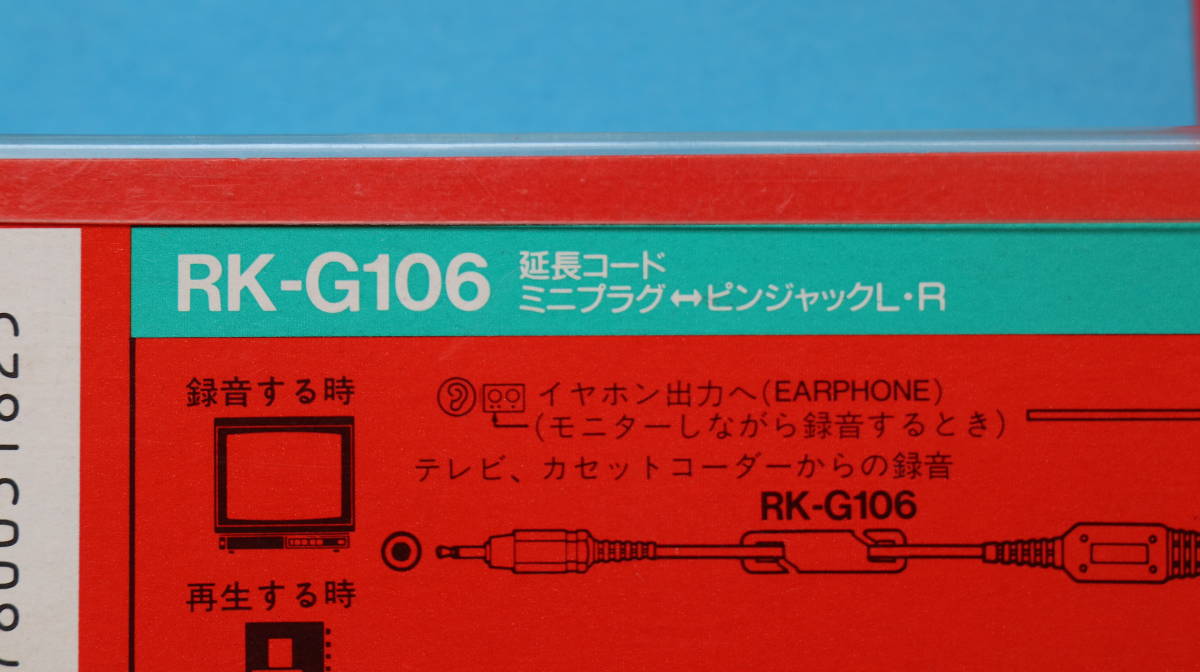 RK-G106
延長コード
ミニプラグ↔ピンジャックL・R
録音する時
イヤホン出力へ(EARPHONE)
(モニターしながら録音するとき)
テレビ、カセットコーダーからの録音
RK-G106
再生する時